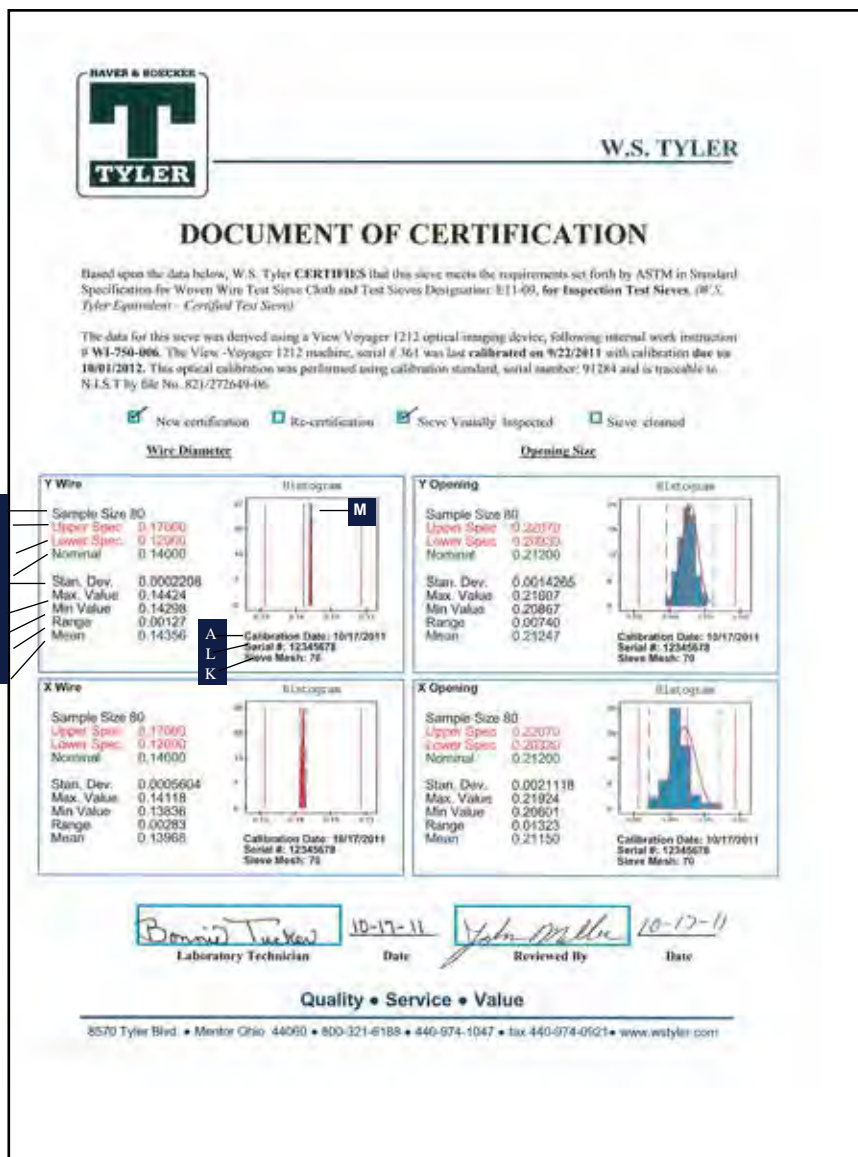 HAVER & BOECKER
T
TYLER
W.S. TYLER
DOCUMENT OF CERTIFICATION
Based upon the data below, W.S. Tyler CERTIFIES that this sieve meets the requirements set forth by ASTM in Standard
Specification for Woven Wire Test Sieve Cloth and Test Sieves Designation: E11-09, for Inspection Test Sieves. (W.S.
Tyler Equivalent - Certified Test Sieve)
The data for this sieve was derived using a View Voyager 1212 optical imaging device, following internal work instruction
# WI-750-006. The View -Voyager 1212 machine, serial # 361 was last calibrated on 9/22/2011 with calibration due on
10/01/2012. This optical calibration was performed using calibration standard, serial number: 91284 and is traceable to
N.I.S.T by file No. 821/272649-06.
New certification Re-certification Sieve Visually Inspected Sieve cleaned
Wire Diameter Opening Size
Y Wire
Histogram
M
Sample Size 80
Upper Spec. 0.17000
Lower Spec. 0.12000
Nominal 0.14000
Stan. Dev. 0.0002208
Max. Value 0.14424
Min Value 0.14298
Range 0.00127
Mean 0.14356
A Calibration Date: 10/17/2011
L Serial #: 12345678
K Sieve Mesh: 70
Y Opening
Histogram
Sample Size 80
Upper Spec. 0.22070
Lower Spec. 0.20330
Nominal 0.21200
Stan. Dev. 0.0014265
Max. Value 0.21607
Min Value 0.20867
Range 0.00740
Mean 0.21247
Calibration Date: 10/17/2011
Serial #: 12345678
Sieve Mesh: 70
X Wire
Histogram
Sample Size 80
Upper Spec. 0.17000
Lower Spec. 0.12000
Nominal 0.14000
Stan. Dev. 0.0005604
Max. Value 0.14118
Min Value 0.13836
Range 0.00283
Mean 0.13968
Calibration Date: 10/17/2011
Serial #: 12345678
Sieve Mesh: 70
X Opening
Histogram
Sample Size 80
Upper Spec. 0.22070
Lower Spec. 0.20330
Nominal 0.21200
Stan. Dev. 0.0021118
Max. Value 0.21924
Min Value 0.20601
Range 0.01323
Mean 0.21150
Calibration Date: 10/17/2011
Serial #: 12345678
Sieve Mesh: 70
Bonnie Tucker 10-17-11 John Miller 10-17-11
Laboratory Technician Date Reviewed By Date
Quality • Service • Value
8570 Tyler Blvd. • Mentor Ohio 44060 • 800-321-6188 • 440-974-1047 • fax 440-974-0921• www.wstyler.com